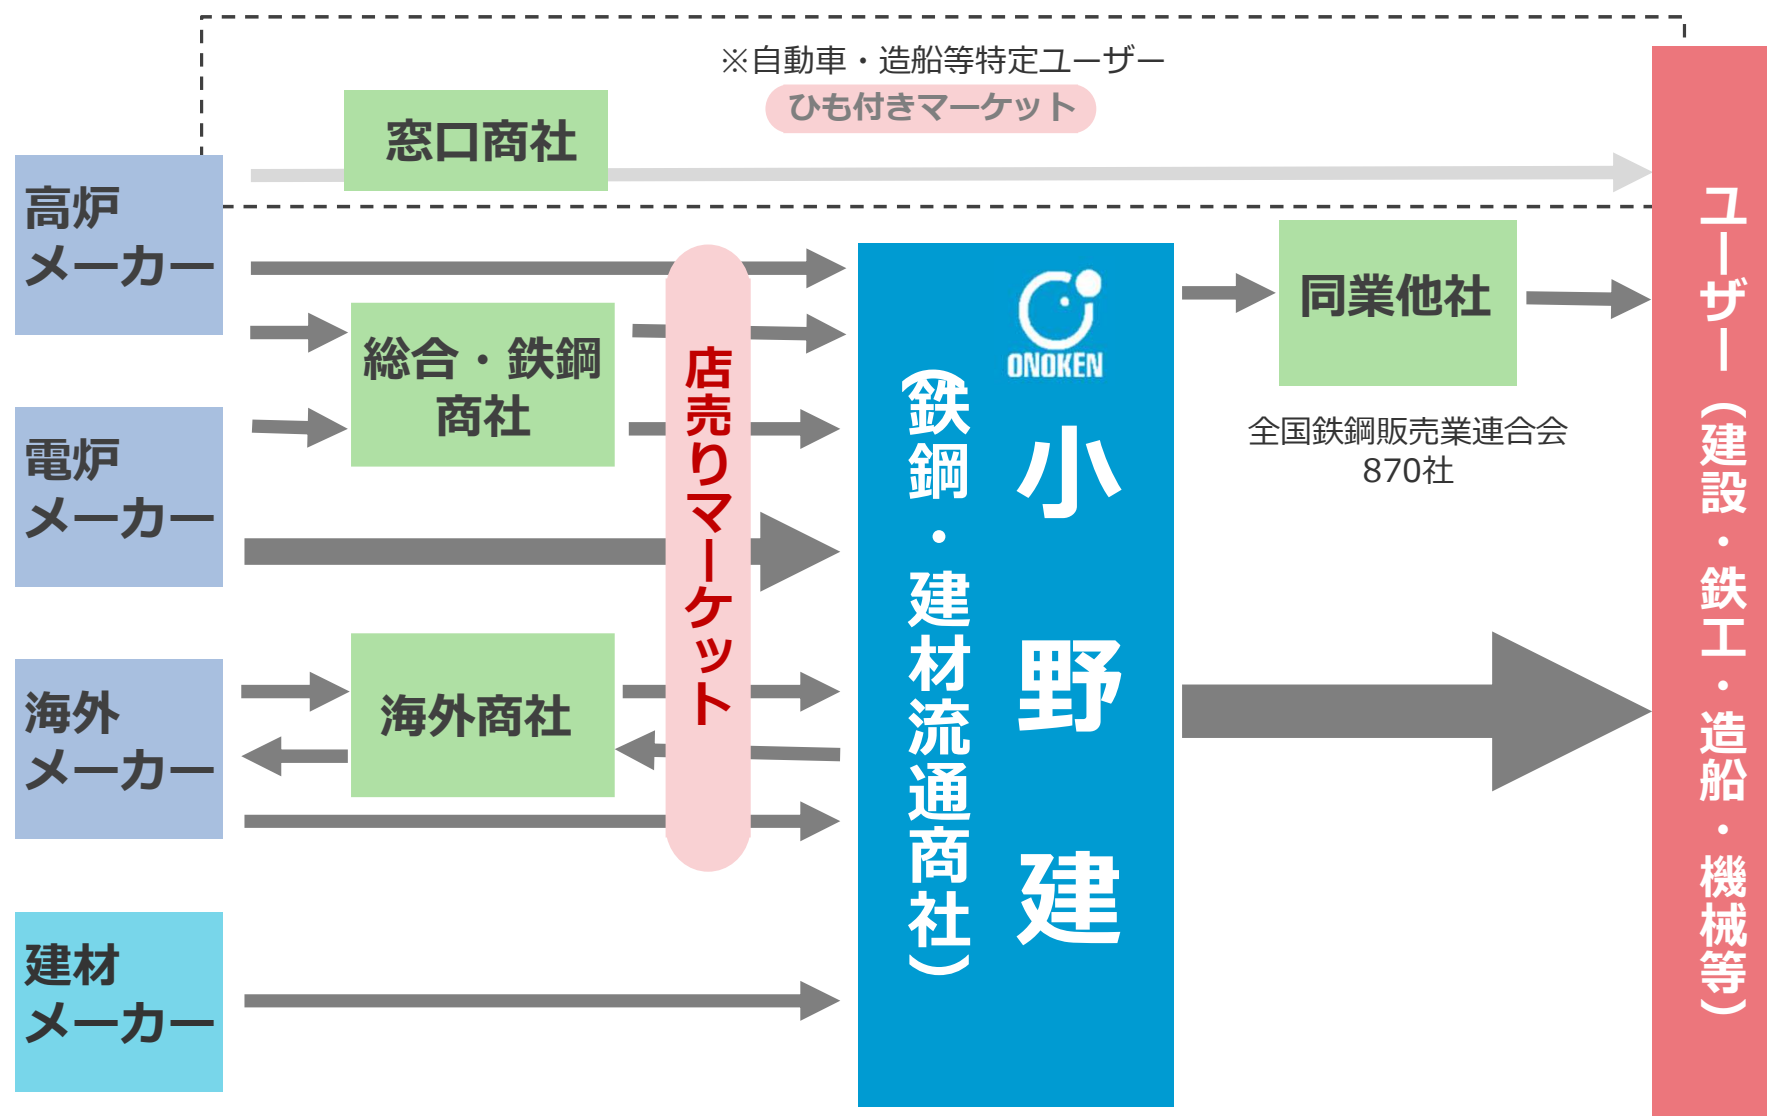 ※自動車・造船等特定ユーザー
ひも付きマーケット
窓口商社
高炉
メーカー
総合・鉄鋼
商社
電炉
メーカー
海外
メーカー
海外商社
建材
メーカー
店売りマーケット
ONOKEN
小野建
(鉄鋼・建材流通商社)
同業他社
全国鉄鋼販売業連合会
870社
ユーザー(建設・鉄工・造船・機械等)